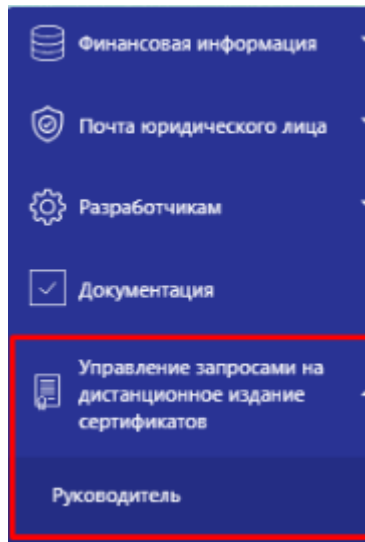 Финансовая информация
Почта юридического лица
Разработчикам
Документация
Управление запросами на
дистанционное издание
сертификатов
Руководитель